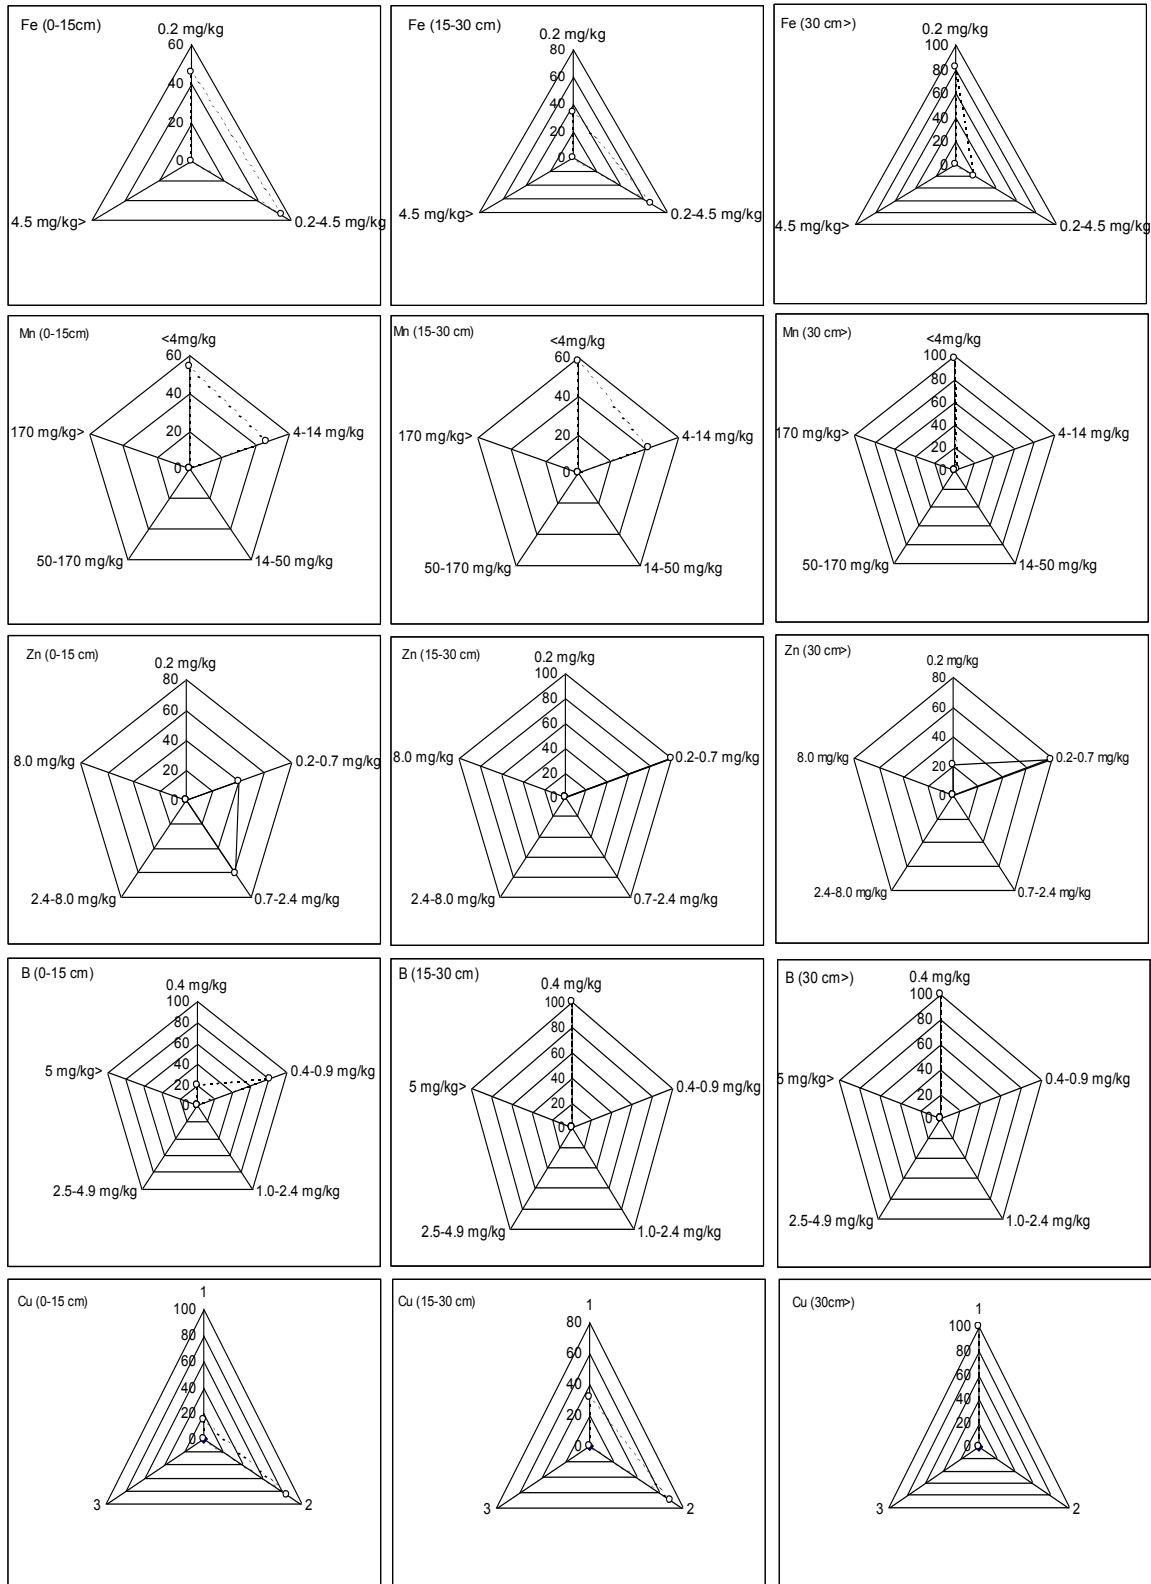 Fe (0-15cm)
0.2 mg/kg
60
40
20
0
4.5 mg/kg>
0.2-4.5 mg/kg
Fe (15-30 cm)
0.2 mg/kg
80
60
40
20
0
4.5 mg/kg>
0.2-4.5 mg/kg
Fe (30 cm>)
0.2 mg/kg
100
80
60
40
20
0
4.5 mg/kg>
0.2-4.5 mg/kg
Mn (0-15cm)
<4mg/kg
60
40
20
0
170 mg/kg>
4-14 mg/kg
50-170 mg/kg
14-50 mg/kg
Mn (15-30 cm)
<4mg/kg
60
40
20
0
170 mg/kg>
4-14 mg/kg
50-170 mg/kg
14-50 mg/kg
Mn (30 cm>)
<4mg/kg
100
80
60
40
20
0
170 mg/kg>
4-14 mg/kg
50-170 mg/kg
14-50 mg/kg
Zn (0-15 cm)
0.2 mg/kg
80
60
40
20
0
8.0 mg/kg
0.2-0.7 mg/kg
2.4-8.0 mg/kg
0.7-2.4 mg/kg
Zn (15-30 cm)
0.2 mg/kg
100
80
60
40
20
0
8.0 mg/kg
0.2-0.7 mg/kg
2.4-8.0 mg/kg
0.7-2.4 mg/kg
Zn (30 cm>)
0.2 mg/kg
80
60
40
20
0
8.0 mg/kg
0.2-0.7 mg/kg
2.4-8.0 mg/kg
0.7-2.4 mg/kg
B (0-15 cm)
0.4 mg/kg
100
80
60
40
20
0
5 mg/kg>
0.4-0.9 mg/kg
2.5-4.9 mg/kg
1.0-2.4 mg/kg
B (15-30 cm)
0.4 mg/kg
100
80
60
40
20
0
5 mg/kg>
0.4-0.9 mg/kg
2.5-4.9 mg/kg
1.0-2.4 mg/kg
B (30 cm>)
0.4 mg/kg
100
80
60
40
20
0
5 mg/kg>
0.4-0.9 mg/kg
2.5-4.9 mg/kg
1.0-2.4 mg/kg
Cu (0-15 cm)
1
100
80
60
40
20
0
3
2
Cu (15-30 cm)
1
80
60
40
20
0
3
2
Cu (30cm>)
1
100
80
60
40
20
0
3
2